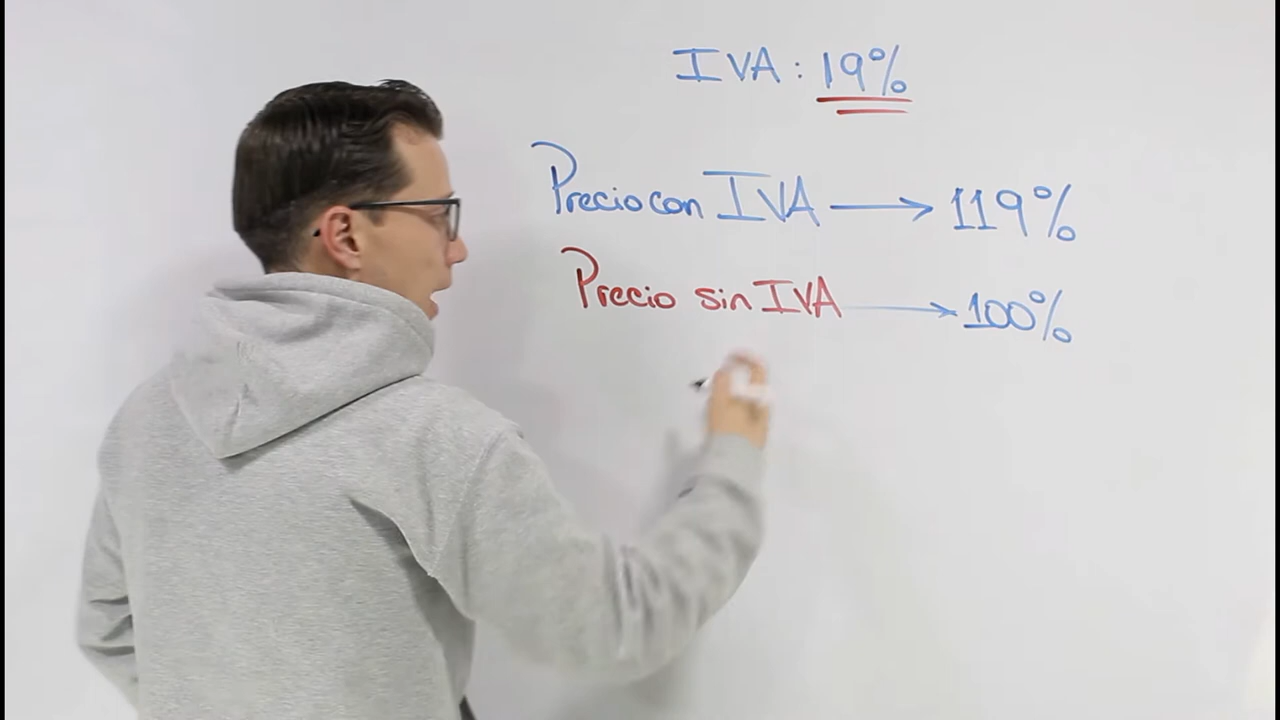 IVA: 19%
Precio con IVA → 119%
Precio sin IVA → 100%